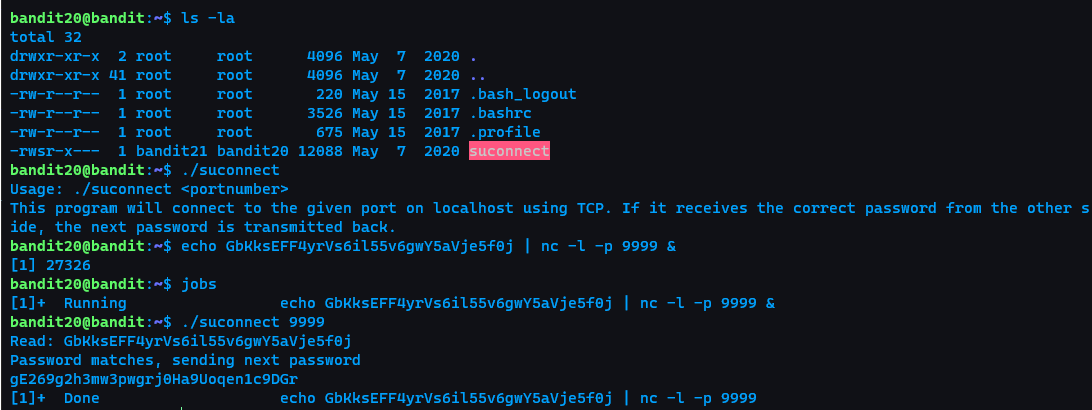 bandit20@bandit:~$ ls -la
total 32
drwxr-xr-x  2 root     root      4096 May  7  2020 .
drwxr-xr-x 41 root     root      4096 May  7  2020 ..
-rw-r--r--  1 root     root       220 May 15  2017 .bash_logout
-rw-r--r--  1 root     root      3526 May 15  2017 .bashrc
-rw-r--r--  1 root     root       675 May 15  2017 .profile
-rwsr-x---  1 bandit21 bandit20 12088 May  7  2020 suconnect
bandit20@bandit:~$ ./suconnect
Usage: ./suconnect <portnumber>
This program will connect to the given port on localhost using TCP. If it receives the correct password from the other s
ide, the next password is transmitted back.
bandit20@bandit:~$ echo GbKksEFF4yrVs6il55v6gwY5aVje5f0j | nc -l -p 9999 &
[1] 27326
bandit20@bandit:~$ jobs
[1]+  Running                 echo GbKksEFF4yrVs6il55v6gwY5aVje5f0j | nc -l -p 9999 &
bandit20@bandit:~$ ./suconnect 9999
Read: GbKksEFF4yrVs6il55v6gwY5aVje5f0j
Password matches, sending next password
gE269g2h3mw3pwgrj0Ha9Uoqen1c9DGr
[1]+  Done                    echo GbKksEFF4yrVs6il55v6gwY5aVje5f0j | nc -l -p 9999